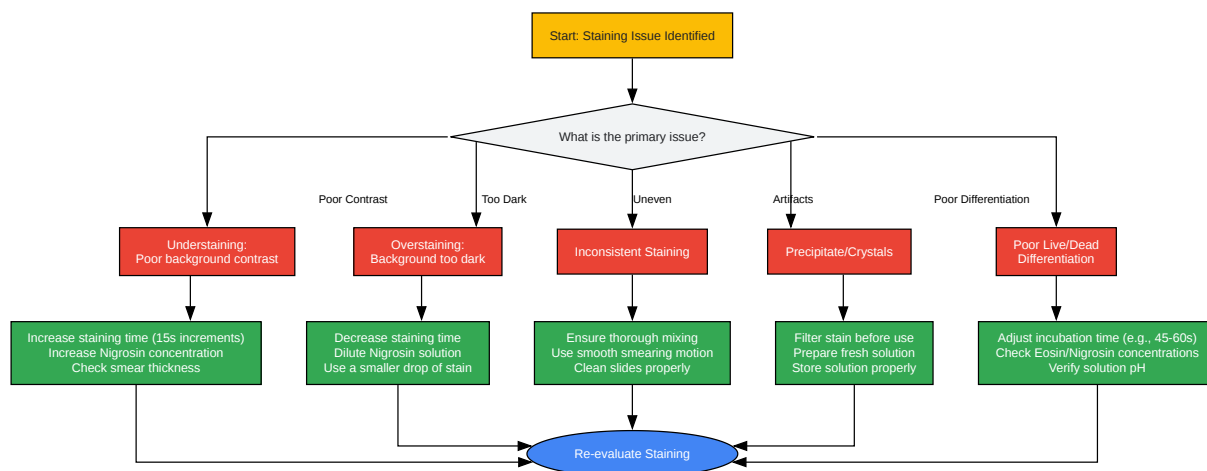 Start: Staining Issue Identified
What is the primary issue?
Poor Contrast
Too Dark
Uneven
Artifacts
Poor Differentiation
Understaining:
Poor background contrast
Overstaining:
Background too dark
Inconsistent Staining
Precipitate/Crystals
Poor Live/Dead
Differentiation
Increase staining time (15s increments)
Increase Nigrosin concentration
Check smear thickness
Decrease staining time
Dilute Nigrosin solution
Use a smaller drop of stain
Ensure thorough mixing
Use smooth smearing motion
Clean slides properly
Filter stain before use
Prepare fresh solution
Store solution properly
Adjust incubation time (e.g., 45-60s)
Check Eosin/Nigrosin concentrations
Verify solution pH
Re-evaluate Staining